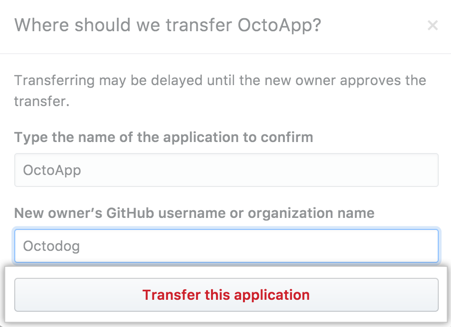 Where should we transfer OctoApp?
Transferring may be delayed until the new owner approves the
transfer.
Type the name of the application to confirm
OctoApp
New owner’s GitHub username or organization name
Octodog
Transfer this application